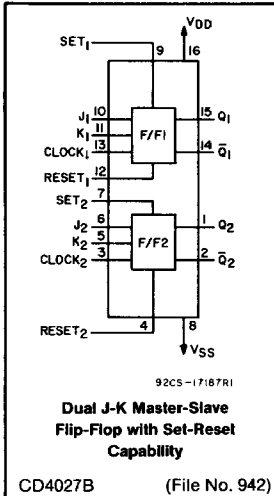 VDD
SET1
9
16
J1 10
15 Q1
K1 11
F/F1
CLOCK1 13
14 Q̅1
RESET1 12
SET2 7
J2 6
1 Q2
K2 5
F/F2
CLOCK2 3
2 Q̅2
RESET2
4
8
VSS
92CS-17187R1
Dual J-K Master-Slave
Flip-Flop with Set-Reset
Capability
CD4027B (File No. 942)